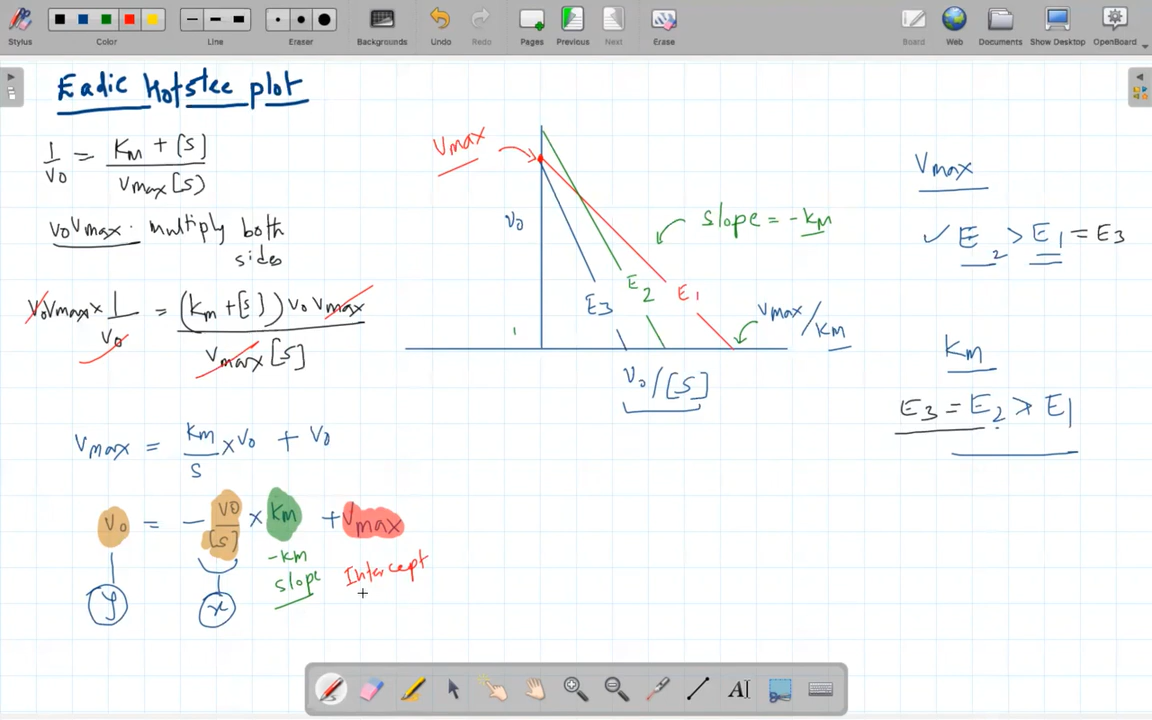 Stylus
Color
Line
Eraser
Backgrounds
Undo
Redo
Pages
Previous
Next
Erase
Board
Web
Documents
Show Desktop
OpenBoard
Eadic Hofstee plot
1/V0 = Km + [S] / Vmax[S]
V0Vmax. multiply both
sides
V0Vmax × 1/V0 = (Km + [S]) V0 Vmax / Vmax [S]
Vmax = Km/S × V0 + V0
V0 = - V0/[S] × Km + Vmax
-Km
slope
Intercept
y
x
Vmax
V0
slope = -Km
E3
E2
E1
Vmax/Km
V0/[S]
Vmax
✓ E2 > E1 = E3
Km
E3 = E2 > E1
AI